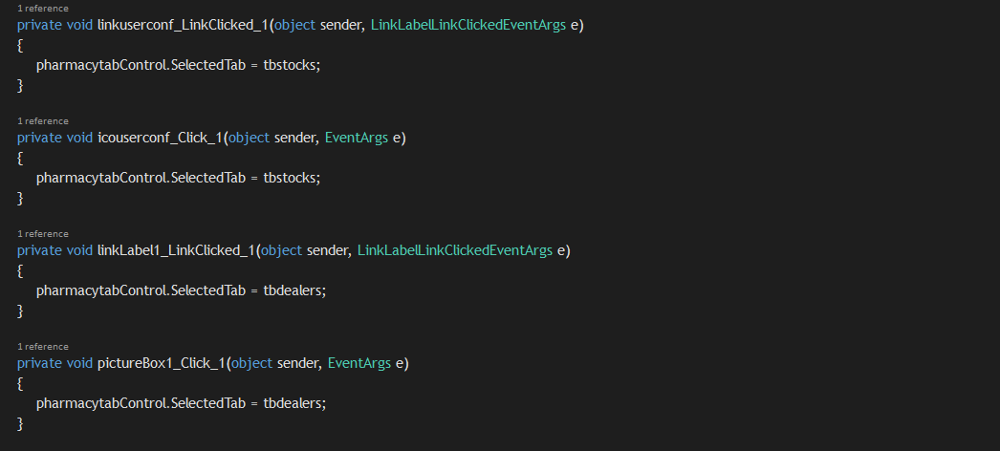 1 reference
private void linkuserconf_LinkClicked_1(object sender, LinkLabelLinkClickedEventArgs e)
{
pharmacytabControl.SelectedTab = tbstocks;
}
1 reference
private void icouserconf_Click_1(object sender, EventArgs e)
{
pharmacytabControl.SelectedTab = tbstocks;
}
1 reference
private void linkLabel1_LinkClicked_1(object sender, LinkLabelLinkClickedEventArgs e)
{
pharmacytabControl.SelectedTab = tbdealers;
}
1 reference
private void pictureBox1_Click_1(object sender, EventArgs e)
{
pharmacytabControl.SelectedTab = tbdealers;
}